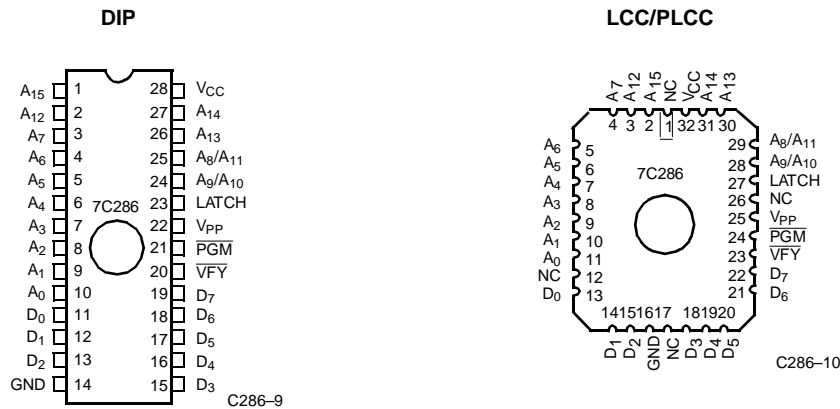 DIP
A15 1 28 VCC
A12 2 27 A14
A7 3 26 A13
A6 4 25 A8/A11
A5 5 24 A9/A10
A4 6 7C286 23 LATCH
A3 7 22 VPP
A2 8 21 PGM
A1 9 20 VFY
A0 10 19 D7
D0 11 18 D6
D1 12 17 D5
D2 13 16 D4
GND 14 15 D3
C286–9
LCC/PLCC
A7 A12 A15 NC VCC A14 A13
4 3 2 1 32 31 30
A6 5 29 A8/A11
A5 6 28 A9/A10
A4 7 7C286 27 LATCH
A3 8 26 NC
A2 9 25 VPP
A1 10 24 PGM
A0 11 23 VFY
NC 12 22 D7
D0 13 21 D6
14 15 16 17 18 19 20
D1 D2 GND NC D3 D4 D5
C286–10